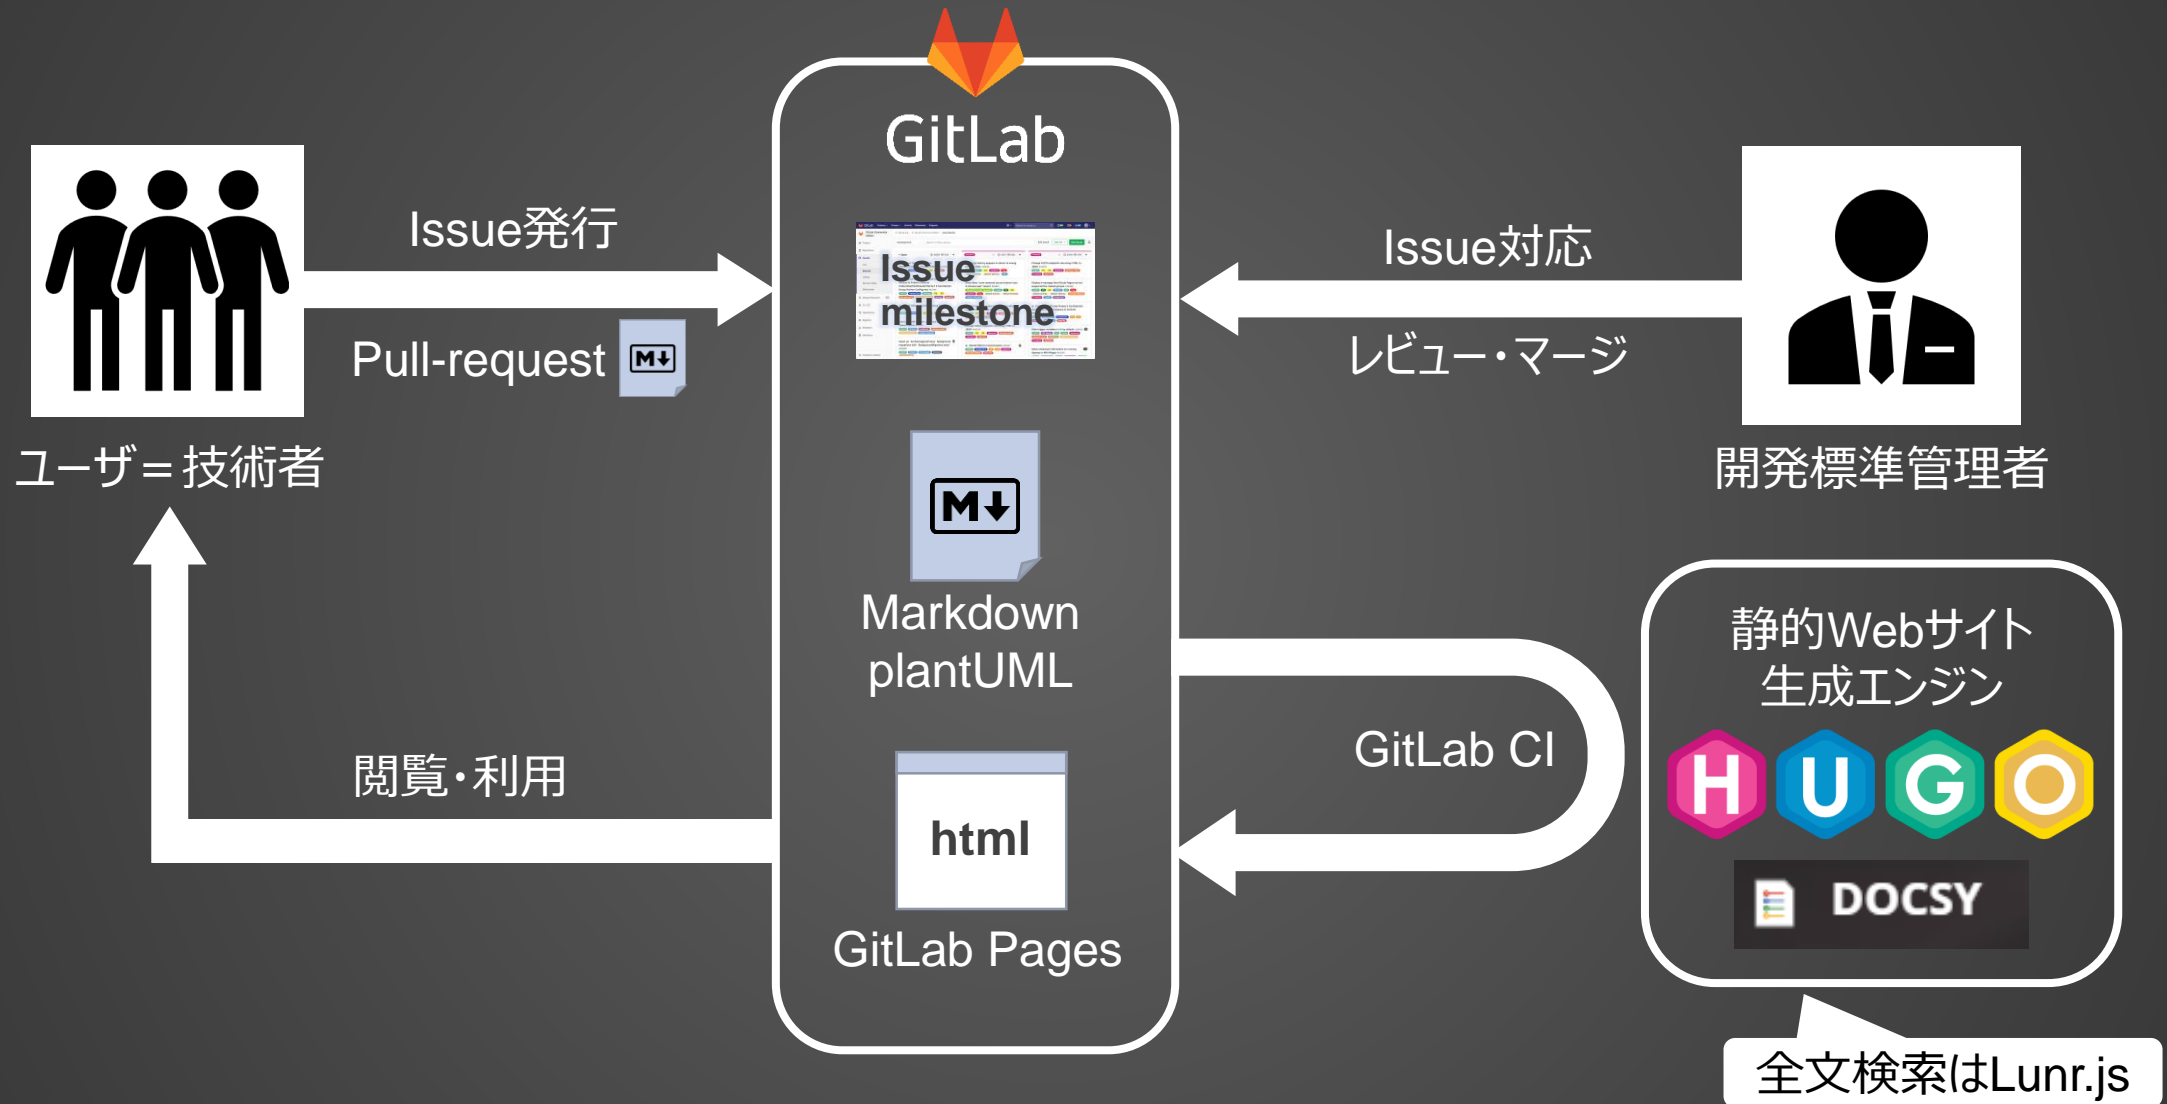 GitLab
Issue
milestone
Issue発行
Pull-request
M
ユーザ=技術者
Issue対応
レビュー・マージ
開発標準管理者
M
Markdown
plantUML
html
GitLab Pages
閲覧・利用
GitLab CI
静的Webサイト
生成エンジン
HUGO
DOCSY
全文検索はLunr.js